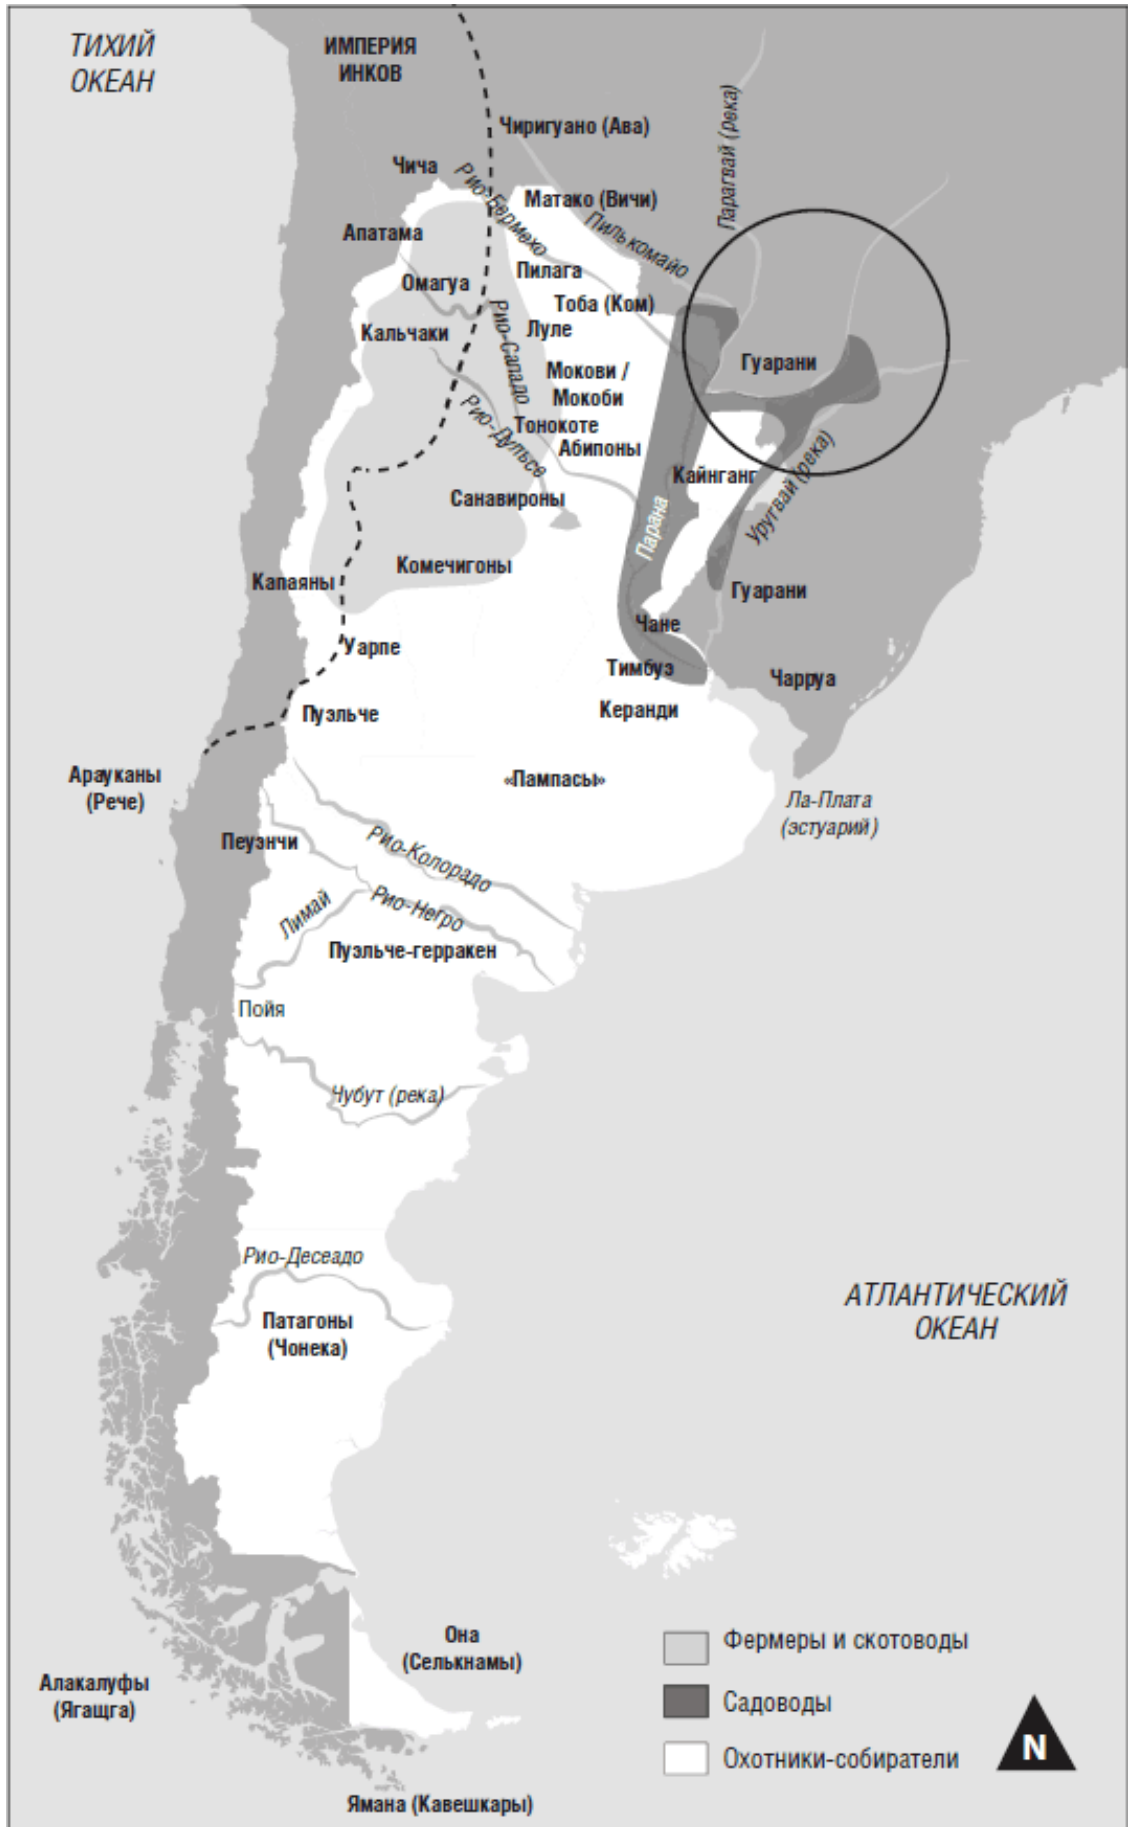 ТИХИЙ
ОКЕАН
ИМПЕРИЯ
ИНКОВ
Чиригуано (Ава)
Парагвай (река)
Чича
Рио-Бермехо
Матако (Вичи)
Пилькомайо
Апатама
Омагуа
Пилага
Тоба (Ком)
Кальчаки
Рио-Саладо
Луле
Гуарани
Мокови /
Мокоби
Тонокоте
Рио-Дульсе
Абипоны
Кайнганг
Уругвай (река)
Санавироны
Парана
Комечигоны
Капаяны
Гуарани
Чане
Уарпе
Тимбуэ
Чарруа
Пуэльче
Керанди
Арауканы
(Рече)
«Пампасы»
Ла-Плата
(эстуарий)
Пеуэнчи
Рио-Колорадо
Лимай
Рио-Негро
Пуэльче-герракен
Пойя
Чубут (река)
Рио-Десеадо
Патагоны
(Чонека)
АТЛАНТИЧЕСКИЙ
ОКЕАН
Она
(Селькнамы)
Алакалуфы
(Ягащга)
Ямана (Кавешкары)
Фермеры и скотоводы
Садоводы
Охотники-собиратели
N